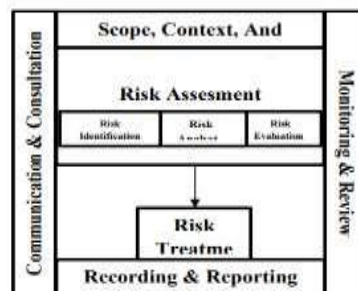 Scope, Context, And
Communication & Consultation
Risk Assesment
Risk
Identification
Risk
Risk
Evaluation
Risk
Treatme
Recording & Reporting
Monitoring & Review